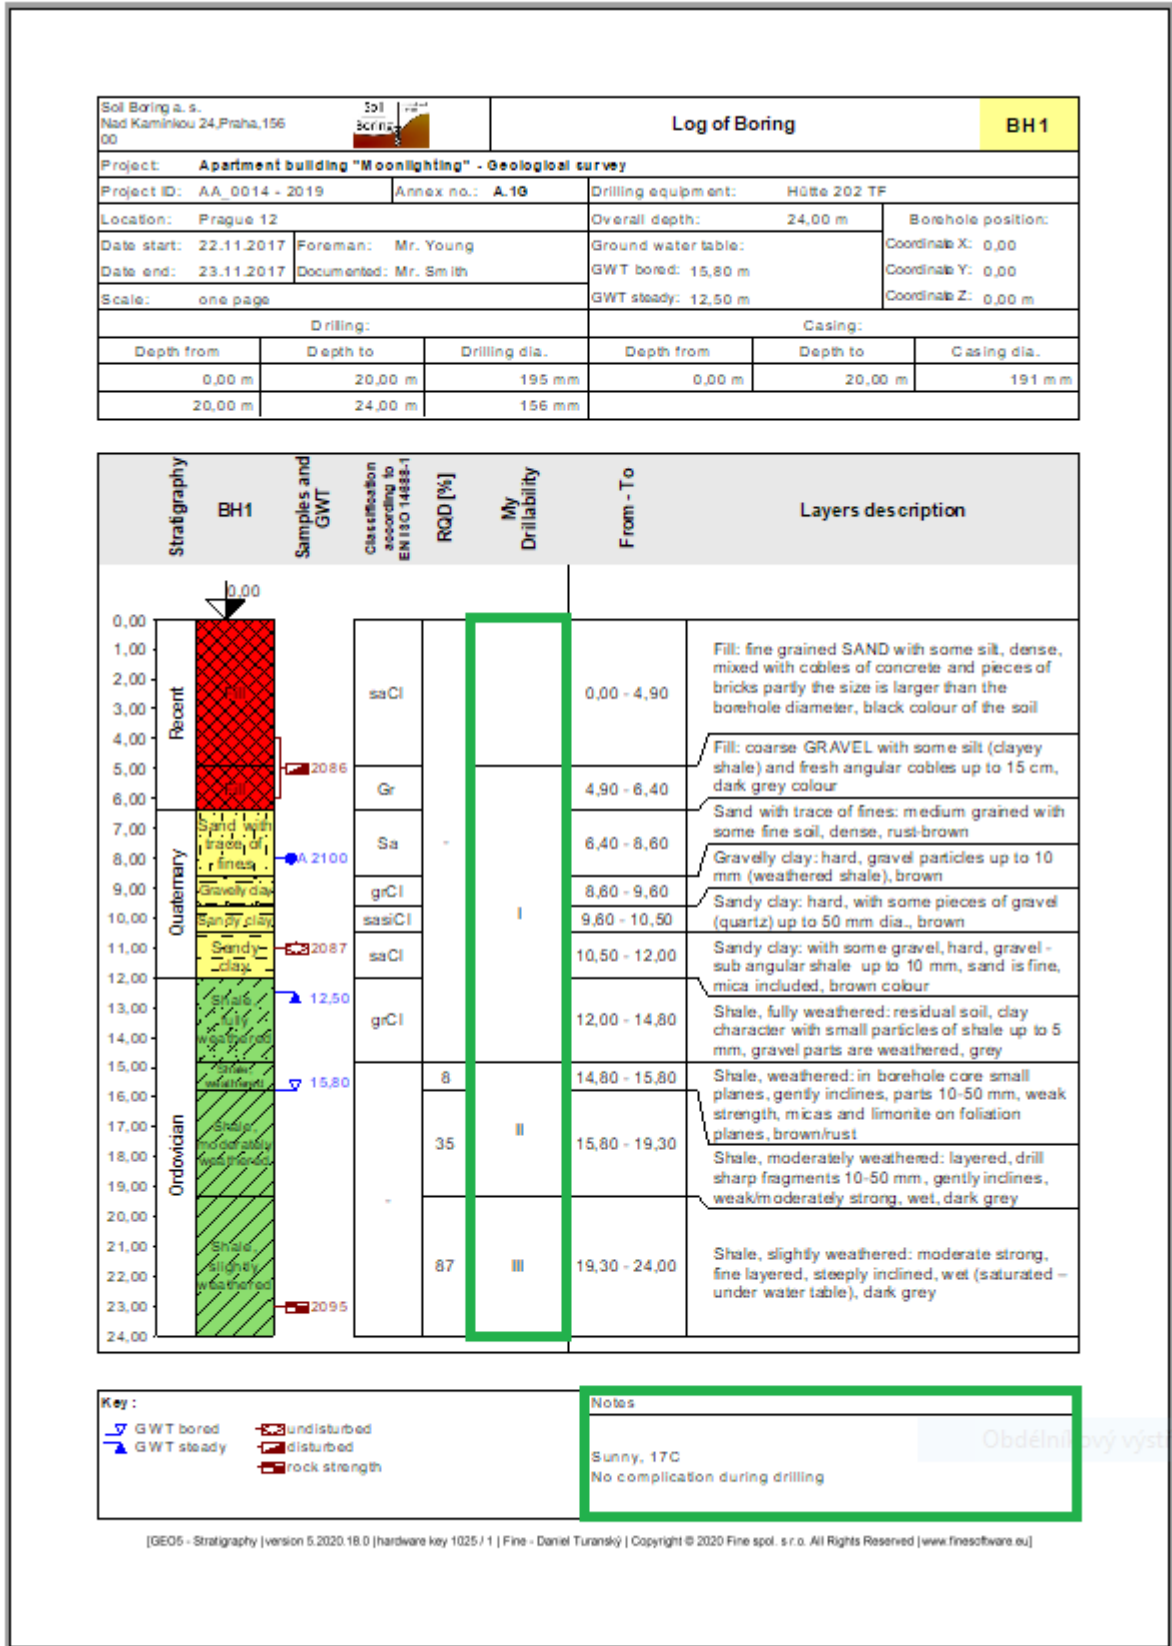 Soil Boring a. s.
Nad Kamínkou 24,Praha,156
00
Soil
Boring
Log of Boring
BH1
Project: Apartment building "Moonlighting" - Geological survey
Project ID: AA_0014 - 2019 Annex no.: A.1G Drilling equipment: Hütte 202 TF
Location: Prague 12 Overall depth: 24,00 m Borehole position:
Date start: 22.11.2017 Foreman: Mr. Young Ground water table: Coordinate X: 0,00
Date end: 23.11.2017 Documented: Mr. Smith GWT bored: 15,80 m Coordinate Y: 0,00
Scale: one page GWT steady: 12,50 m Coordinate Z: 0,00 m
Drilling: Casing:
Depth from Depth to Drilling dia. Depth from Depth to Casing dia.
0,00 m 20,00 m 195 mm 0,00 m 20,00 m 191 mm
20,00 m 24,00 m 156 mm
Stratigraphy
BH1
Samples and
GWT
Classification
according to
EN ISO 14688-1
RQD [%]
My
Drillability
From - To
Layers description
0,00
0,00
1,00
2,00
3,00
4,00
5,00
6,00
7,00
8,00
9,00
10,00
11,00
12,00
13,00
14,00
15,00
16,00
17,00
18,00
19,00
20,00
21,00
22,00
23,00
24,00
Recent
Quaternary
Ordovician
Fill
Fill
Sand with
trace of
fines
Gravelly clay
Sandy clay
Sandy
clay
Shale,
fully
weathered
Shale,
weathered
Shale,
moderately
weathered
Shale,
slightly
weathered
2086
A 2100
2087
12,50
15,80
2095
saCl
Gr
Sa
grCl
sasiCl
saCl
grCl
-
-
8
35
87
I
II
III
0,00 - 4,90
4,90 - 6,40
6,40 - 8,60
8,60 - 9,60
9,60 - 10,50
10,50 - 12,00
12,00 - 14,80
14,80 - 15,80
15,80 - 19,30
19,30 - 24,00
Fill: fine grained SAND with some silt, dense,
mixed with cobles of concrete and pieces of
bricks partly the size is larger than the
borehole diameter, black colour of the soil
Fill: coarse GRAVEL with some silt (clayey
shale) and fresh angular cobles up to 15 cm,
dark grey colour
Sand with trace of fines: medium grained with
some fine soil, dense, rust-brown
Gravelly clay: hard, gravel particles up to 10
mm (weathered shale), brown
Sandy clay: hard, with some pieces of gravel
(quartz) up to 50 mm dia., brown
Sandy clay: with some gravel, hard, gravel -
sub angular shale up to 10 mm, sand is fine,
mica included, brown colour
Shale, fully weathered: residual soil, clay
character with small particles of shale up to 5
mm, gravel parts are weathered, grey
Shale, weathered: in borehole core small
planes, gently inclines, parts 10-50 mm, weak
strength, micas and limonite on foliation
planes, brown/rust
Shale, moderately weathered: layered, drill
sharp fragments 10-50 mm, gently inclines,
weak/moderately strong, wet, dark grey
Shale, slightly weathered: moderate strong,
fine layered, steeply inclined, wet (saturated –
under water table), dark grey
Key:
GWT bored
GWT steady
undisturbed
disturbed
rock strength
Notes
Sunny, 17C
No complication during drilling
Obdélníkový výst
[GEO5 - Stratigraphy | version 5.2020.18.0 | hardware key 1025 / 1 | Fine - Daniel Turanský | Copyright © 2020 Fine spol. s r.o. All Rights Reserved | www.finesoftware.eu]